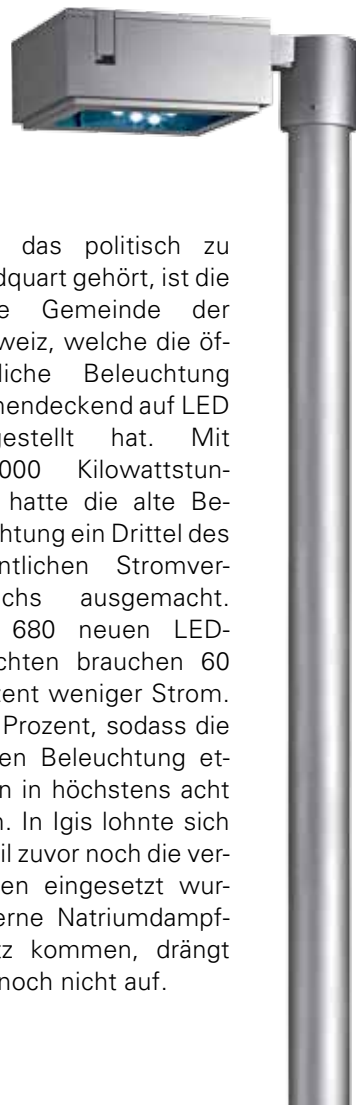 das politisch zu
dquart gehört, ist die
e Gemeinde der
weiz, welche die öf-
liche Beleuchtung
hendeckend auf LED
gestellt hat. Mit
000 Kilowattstun-
hatte die alte Be-
chtung ein Drittel des
ntlichen Stromver-
chs ausgemacht.
680 neuen LED-
chten brauchen 60
zent weniger Strom.
Prozent, sodass die
en Beleuchtung et-
n in höchstens acht
n. In Igis lohnte sich
il zuvor noch die ver-
en eingesetzt wur-
erne Natriumdampf-
tz kommen, drängt
noch nicht auf.